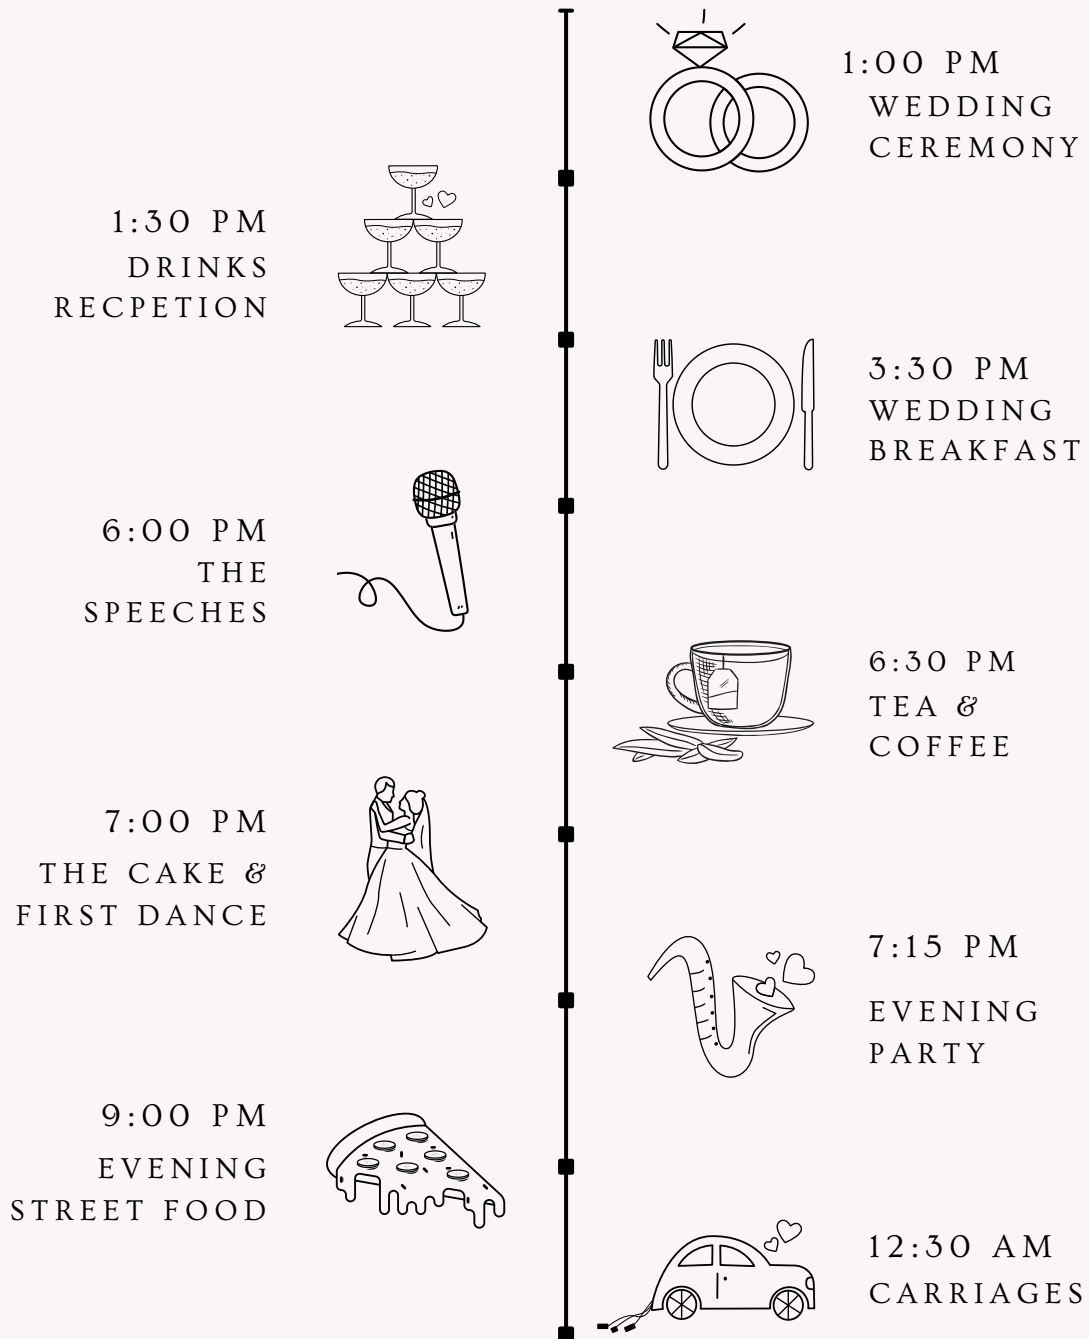 1:00 PM
WEDDING
CEREMONY
1:30 PM
DRINKS
RECPETION
3:30 PM
WEDDING
BREAKFAST
6:00 PM
THE
SPEECHES
6:30 PM
TEA &
COFFEE
7:00 PM
THE CAKE &
FIRST DANCE
7:15 PM
EVENING
PARTY
9:00 PM
EVENING
STREET FOOD
12:30 AM
CARRIAGES